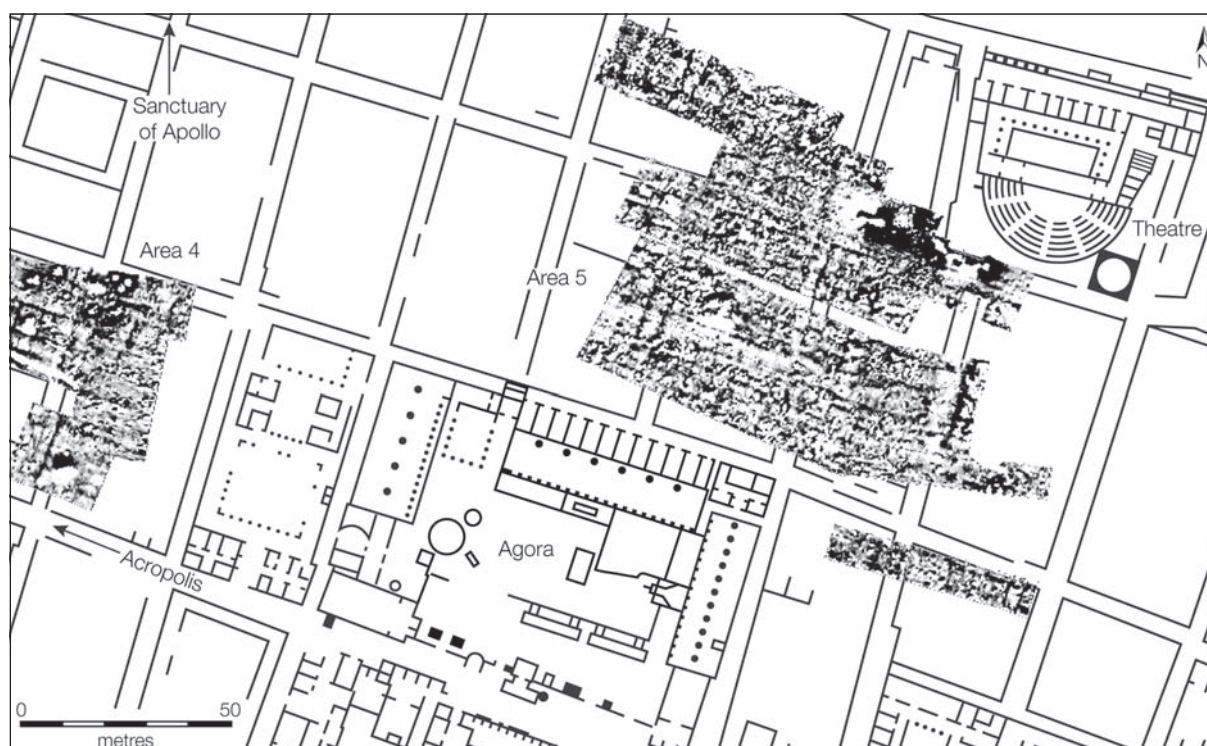 N
Sanctuary
of Apollo
Theatre
Area 4
Area 5
Agora
Acropolis
0 50
metres